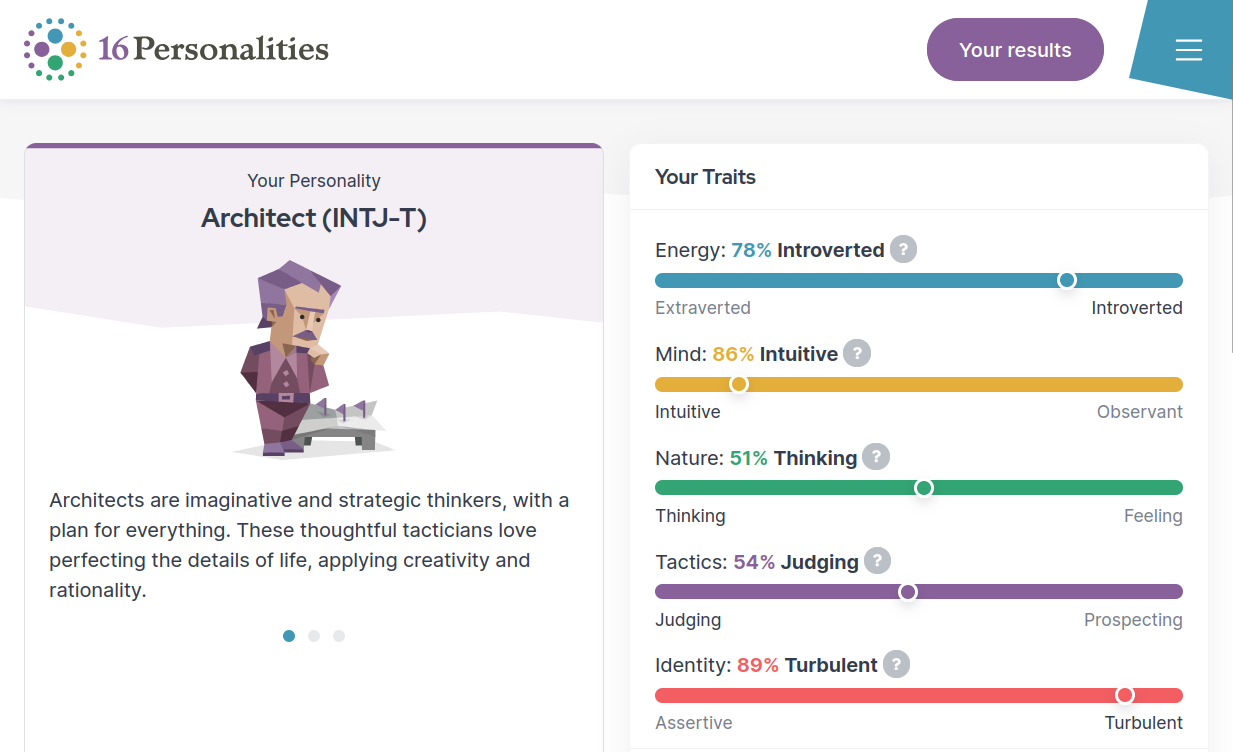 16Personalities
Your results
Your Personality
Architect (INTJ-T)
Architects are imaginative and strategic thinkers, with a
plan for everything. These thoughtful tacticians love
perfecting the details of life, applying creativity and
rationality.
Your Traits
Energy: 78% Introverted ?
Extraverted Introverted
Mind: 86% Intuitive ?
Intuitive Observant
Nature: 51% Thinking ?
Thinking Feeling
Tactics: 54% Judging ?
Judging Prospecting
Identity: 89% Turbulent ?
Assertive Turbulent